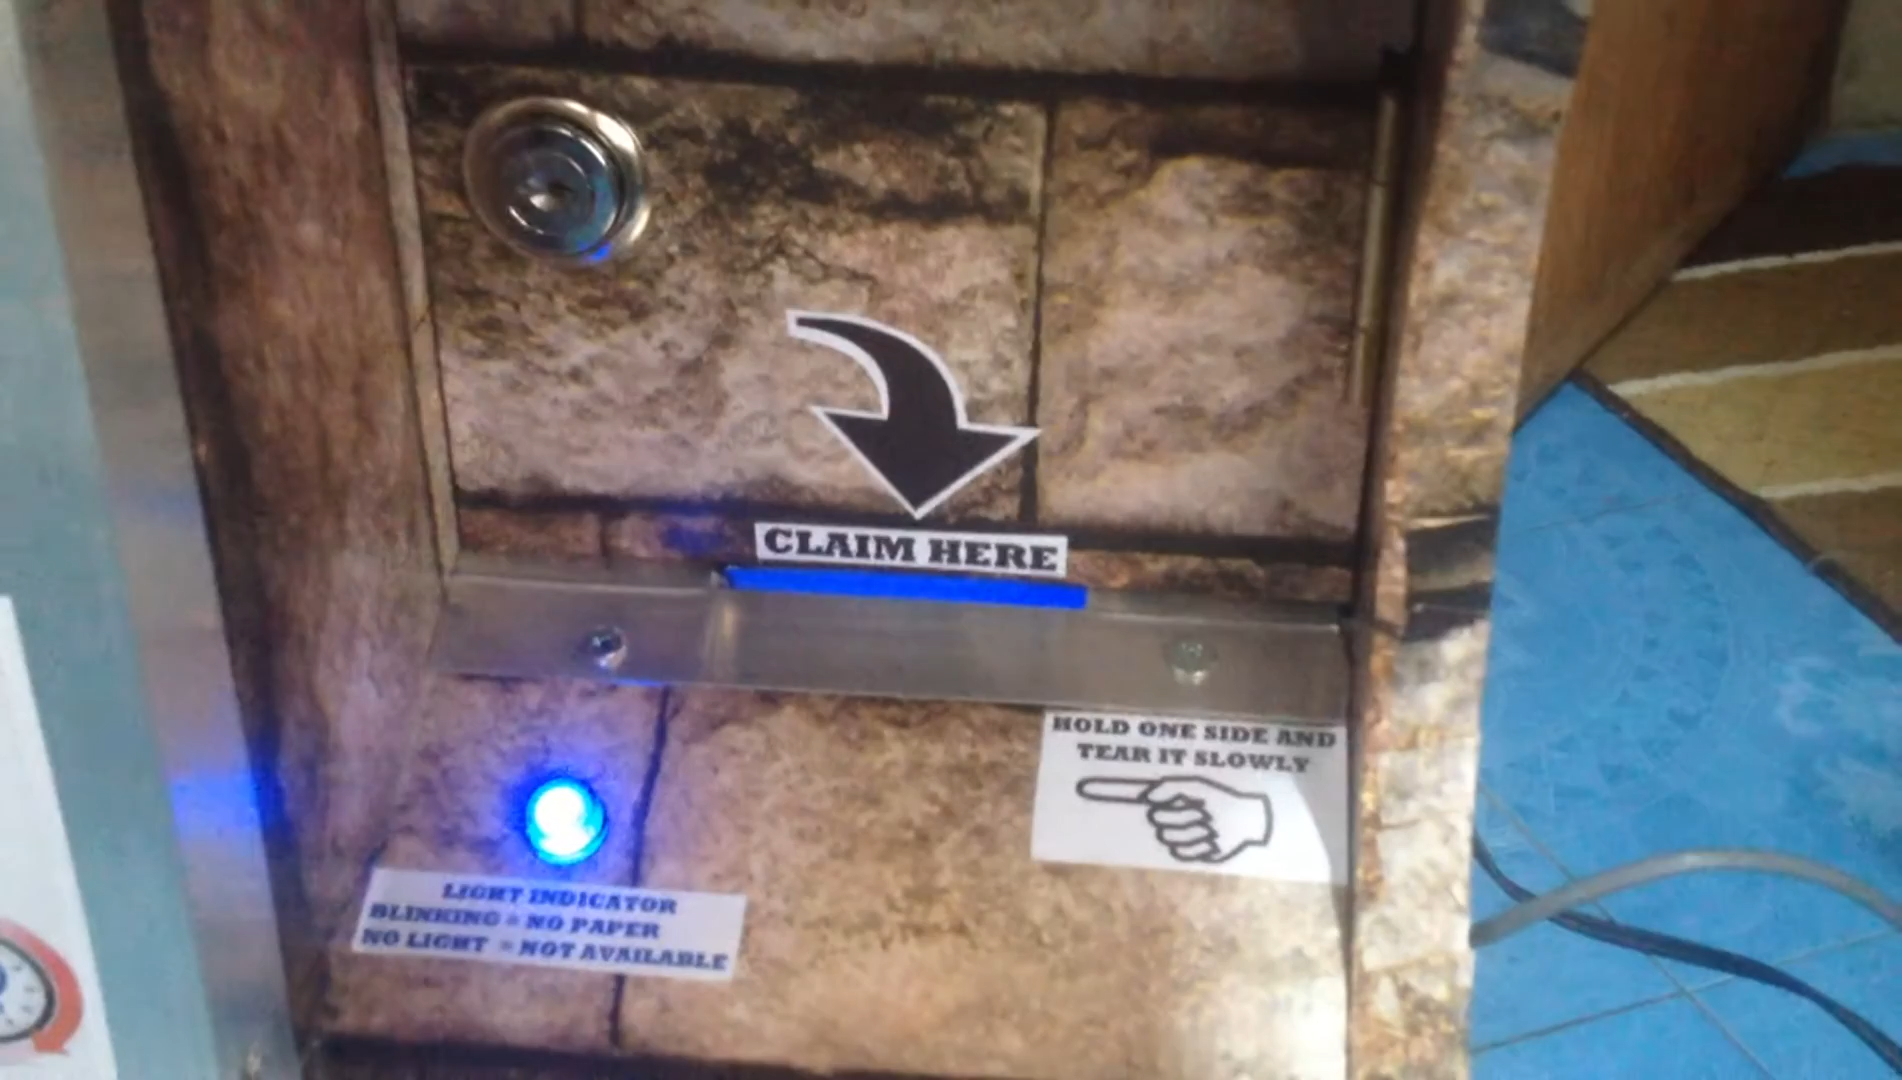 CLAIM HERE
HOLD ONE SIDE AND
TEAR IT SLOWLY
LIGHT INDICATOR
BLINKING = NO PAPER
NO LIGHT = NOT AVAILABLE